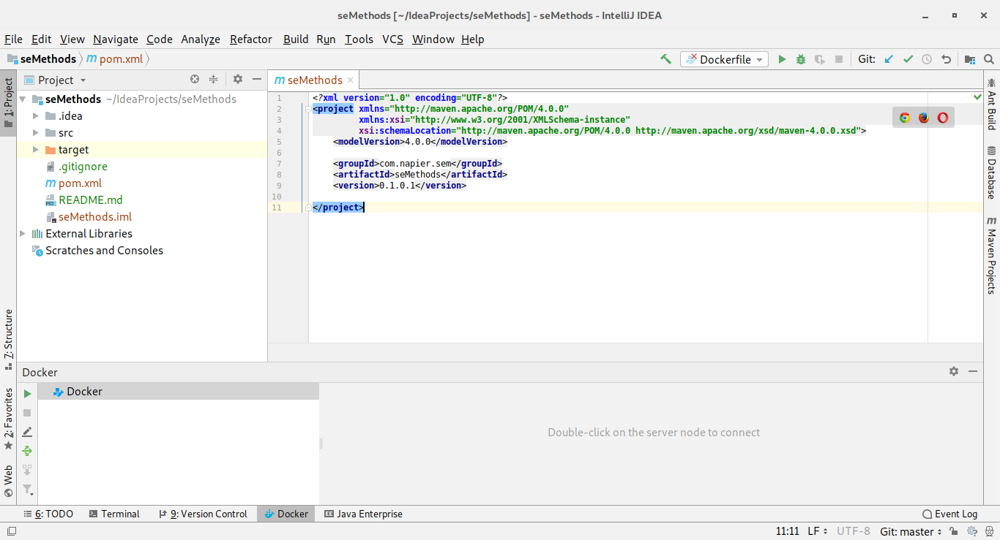 seMethods [~/IdeaProjects/seMethods] - seMethods - IntelliJ IDEA
File Edit View Navigate Code Analyze Refactor Build Run Tools VCS Window Help
seMethods pom.xml Dockerfile Git:
1: Project
7: Structure
2: Favorites
Web
Project
seMethods ~/IdeaProjects/seMethods
.idea
src
target
.gitignore
pom.xml
README.md
seMethods.iml
External Libraries
Scratches and Consoles
seMethods
1 <?xml version="1.0" encoding="UTF-8"?>
2 <project xmlns="http://maven.apache.org/POM/4.0.0"
3 xmlns:xsi="http://www.w3.org/2001/XMLSchema-instance"
4 xsi:schemaLocation="http://maven.apache.org/POM/4.0.0 http://maven.apache.org/xsd/maven-4.0.0.xsd">
5 <modelVersion>4.0.0</modelVersion>
6
7 <groupId>com.napier.sem</groupId>
8 <artifactId>seMethods</artifactId>
9 <version>0.1.0.1</version>
10
11 </project>
Ant Build
Database
Maven Projects
Docker
Docker
Double-click on the server node to connect
6: TODO Terminal 9: Version Control Docker Java Enterprise Event Log
11:11 LF UTF-8 Git: master